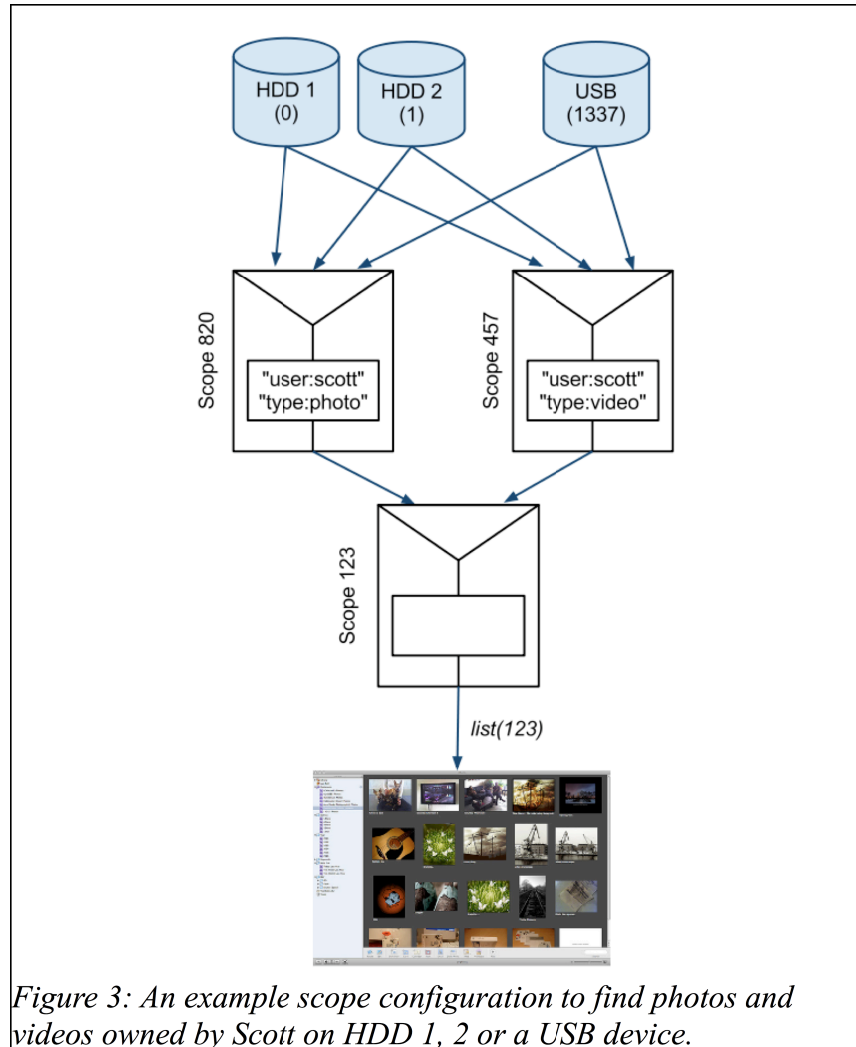 HDD 1
(0)
HDD 2
(1)
USB
(1337)
Scope 820
"user:scott"
"type:photo"
Scope 457
"user:scott"
"type:video"
Scope 123
list(123)
Figure 3: An example scope configuration to find photos and
videos owned by Scott on HDD 1, 2 or a USB device.